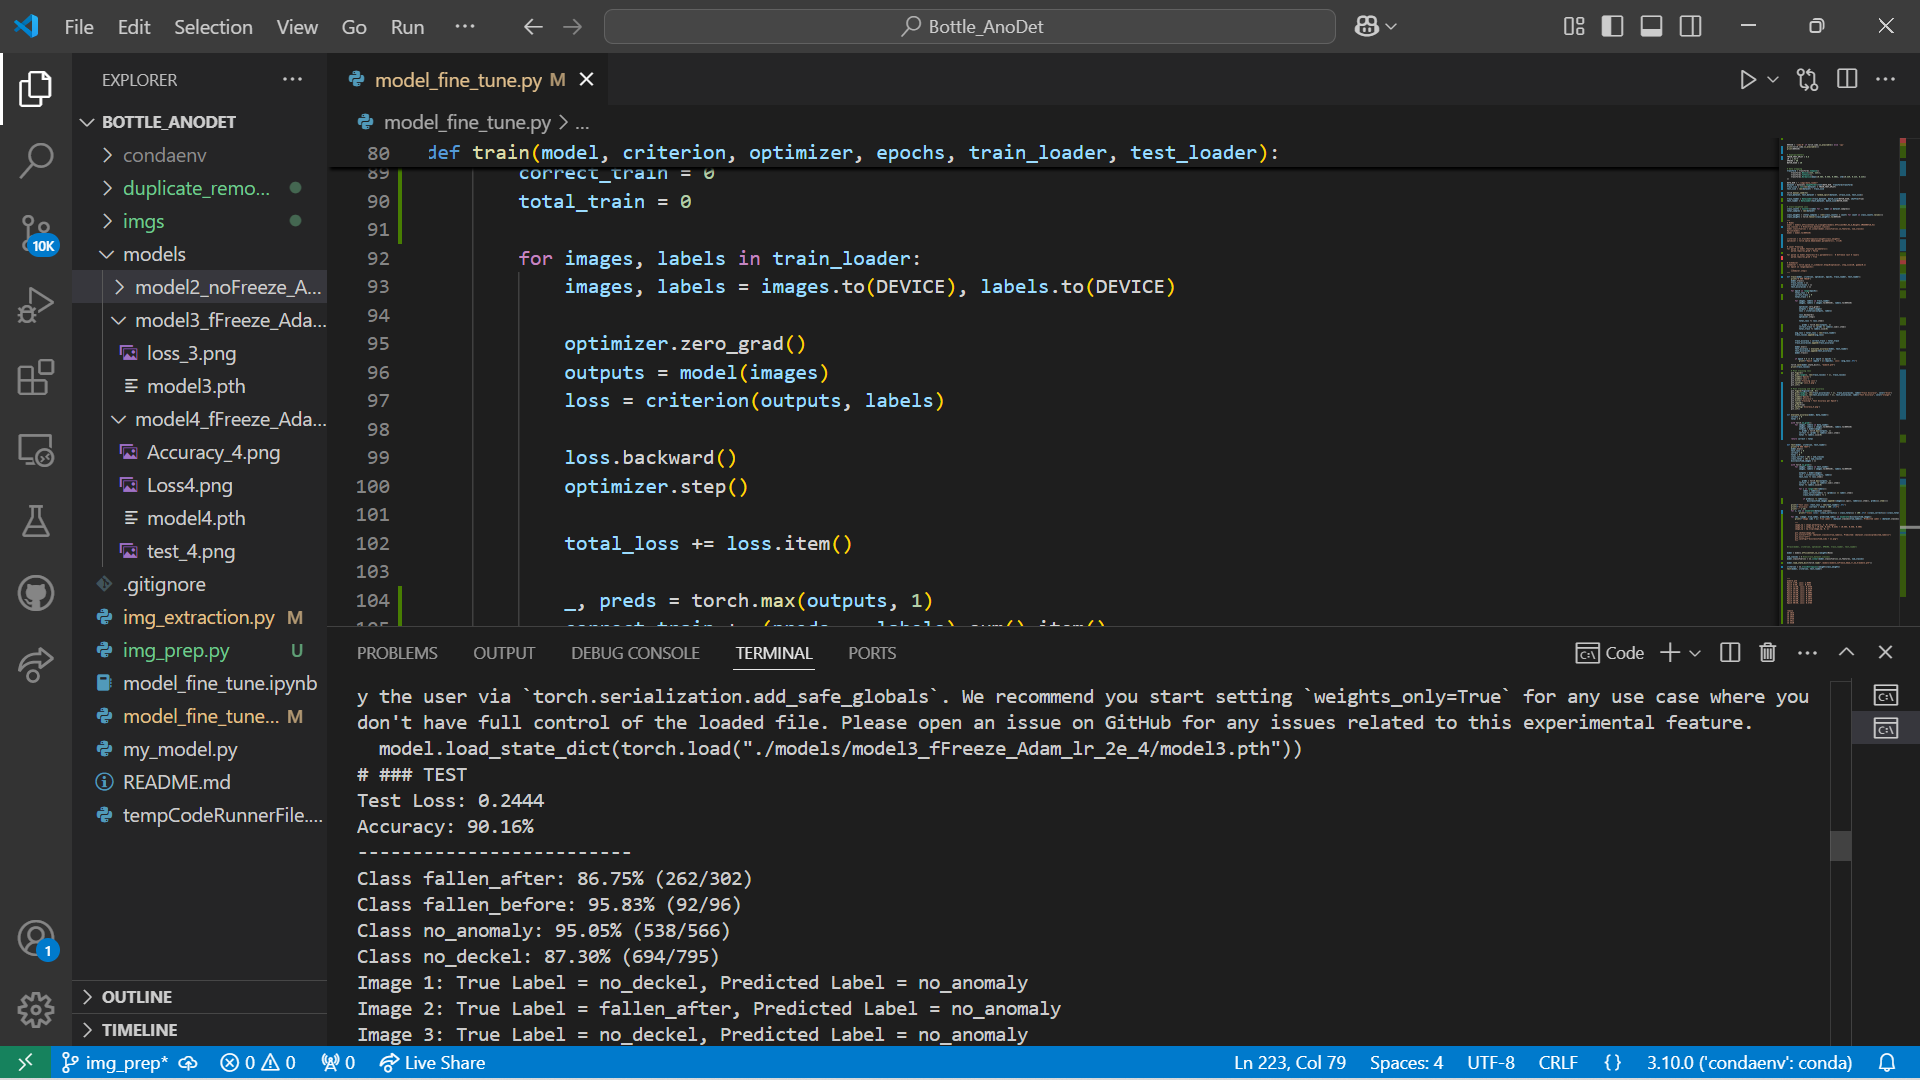 File Edit Selection View Go Run ··· Bottle_AnoDet
EXPLORER ···
BOTTLE_ANODET
condaenv
duplicate_remo...
imgs
models
model2_noFreeze_A...
model3_fFreeze_Ada...
loss_3.png
model3.pth
model4_fFreeze_Ada...
Accuracy_4.png
Loss4.png
model4.pth
test_4.png
.gitignore
img_extraction.py M
img_prep.py U
model_fine_tune.ipynb
model_fine_tune... M
my_model.py
README.md
tempCodeRunnerFile....
OUTLINE
TIMELINE
10K
1
model_fine_tune.py M
model_fine_tune.py > ...
80 def train(model, criterion, optimizer, epochs, train_loader, test_loader):
89 correct_train = 0
90 total_train = 0
91
92 for images, labels in train_loader:
93 images, labels = images.to(DEVICE), labels.to(DEVICE)
94
95 optimizer.zero_grad()
96 outputs = model(images)
97 loss = criterion(outputs, labels)
98
99 loss.backward()
100 optimizer.step()
101
102 total_loss += loss.item()
103
104 _, preds = torch.max(outputs, 1)
PROBLEMS OUTPUT DEBUG CONSOLE TERMINAL PORTS Code
y the user via `torch.serialization.add_safe_globals`. We recommend you start setting `weights_only=True` for any use case where you
don't have full control of the loaded file. Please open an issue on GitHub for any issues related to this experimental feature.
model.load_state_dict(torch.load("./models/model3_fFreeze_Adam_lr_2e_4/model3.pth"))
# ### TEST
Test Loss: 0.2444
Accuracy: 90.16%
-------------------------
Class fallen_after: 86.75% (262/302)
Class fallen_before: 95.83% (92/96)
Class no_anomaly: 95.05% (538/566)
Class no_deckel: 87.30% (694/795)
Image 1: True Label = no_deckel, Predicted Label = no_anomaly
Image 2: True Label = fallen_after, Predicted Label = no_anomaly
Image 3: True Label = no_deckel, Predicted Label = no_anomaly
img_prep* 0 0 0 Live Share Ln 223, Col 79 Spaces: 4 UTF-8 CRLF {} 3.10.0 ('condaenv': conda)